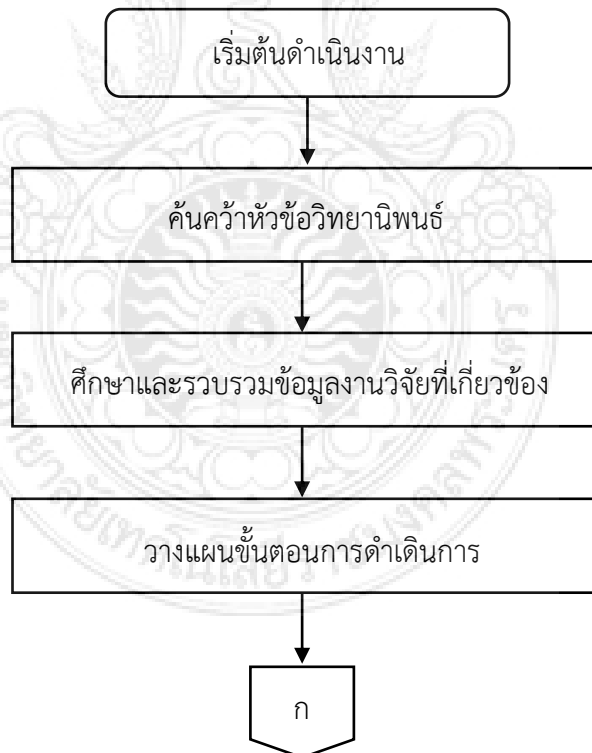 เริ่มต้นดำเนินงาน
ค้นคว้าหัวข้อวิทยานิพนธ์
ศึกษาและรวบรวมข้อมูลงานวิจัยที่เกี่ยวข้อง
วางแผนขั้นตอนการดำเดินการ
ก